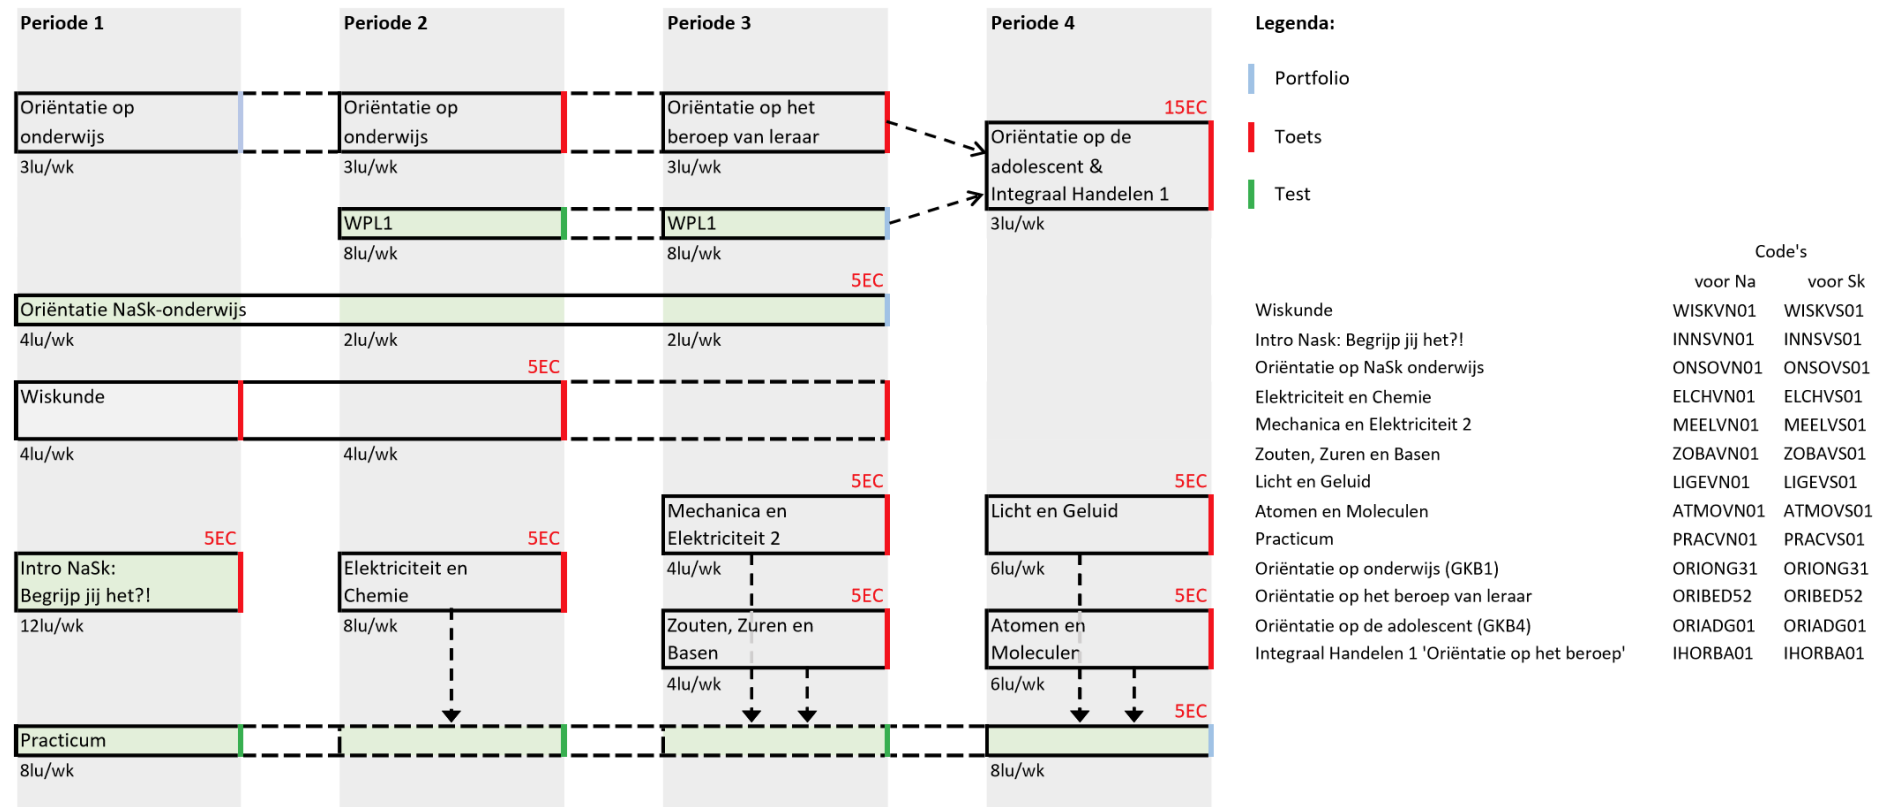 Periode 1
Periode 2
Periode 3
Periode 4
Legenda:
Portfolio
Toets
Test
Oriëntatie op
onderwijs
3lu/wk
Oriëntatie op
onderwijs
3lu/wk
Oriëntatie op het
beroep van leraar
3lu/wk
15EC
Oriëntatie op de
adolescent &
Integraal Handelen 1
3lu/wk
WPL1
8lu/wk
WPL1
8lu/wk
5EC
Oriëntatie NaSk-onderwijs
4lu/wk
2lu/wk
2lu/wk
5EC
Wiskunde
4lu/wk
4lu/wk
5EC
Mechanica en
Elektriciteit 2
4lu/wk
5EC
Licht en Geluid
6lu/wk
5EC
Intro NaSk:
Begrijp jij het?!
12lu/wk
5EC
Elektriciteit en
Chemie
8lu/wk
5EC
Zouten, Zuren en
Basen
4lu/wk
5EC
Atomen en
Moleculen
6lu/wk
5EC
Practicum
8lu/wk
8lu/wk
Code's
voor Na voor Sk
Wiskunde WISKVN01 WISKVS01
Intro Nask: Begrijp jij het?! INNSVN01 INNSVS01
Oriëntatie op NaSk onderwijs ONSOVN01 ONSOVS01
Elektriciteit en Chemie ELCHVN01 ELCHVS01
Mechanica en Elektriciteit 2 MEELVN01 MEELVS01
Zouten, Zuren en Basen ZOBAVN01 ZOBAVS01
Licht en Geluid LIGEVN01 LIGEVS01
Atomen en Moleculen ATMOVN01 ATMOVS01
Practicum PRACVN01 PRACVS01
Oriëntatie op onderwijs (GKB1) ORIONG31 ORIONG31
Oriëntatie op het beroep van leraar ORIBED52 ORIBED52
Oriëntatie op de adolescent (GKB4) ORIADG01 ORIADG01
Integraal Handelen 1 'Oriëntatie op het beroep' IHORBA01 IHORBA01